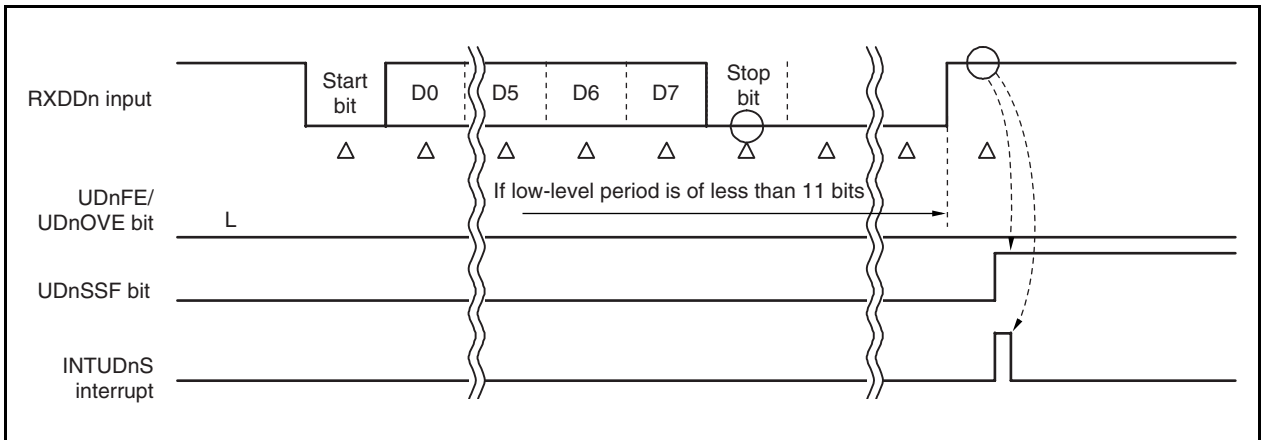 RXDDn input
Start
bit
D0
D5
D6
D7
Stop
bit
If low-level period is of less than 11 bits
UDnFE/
UDnOVE bit
L
UDnSSF bit
INTUDnS
interrupt